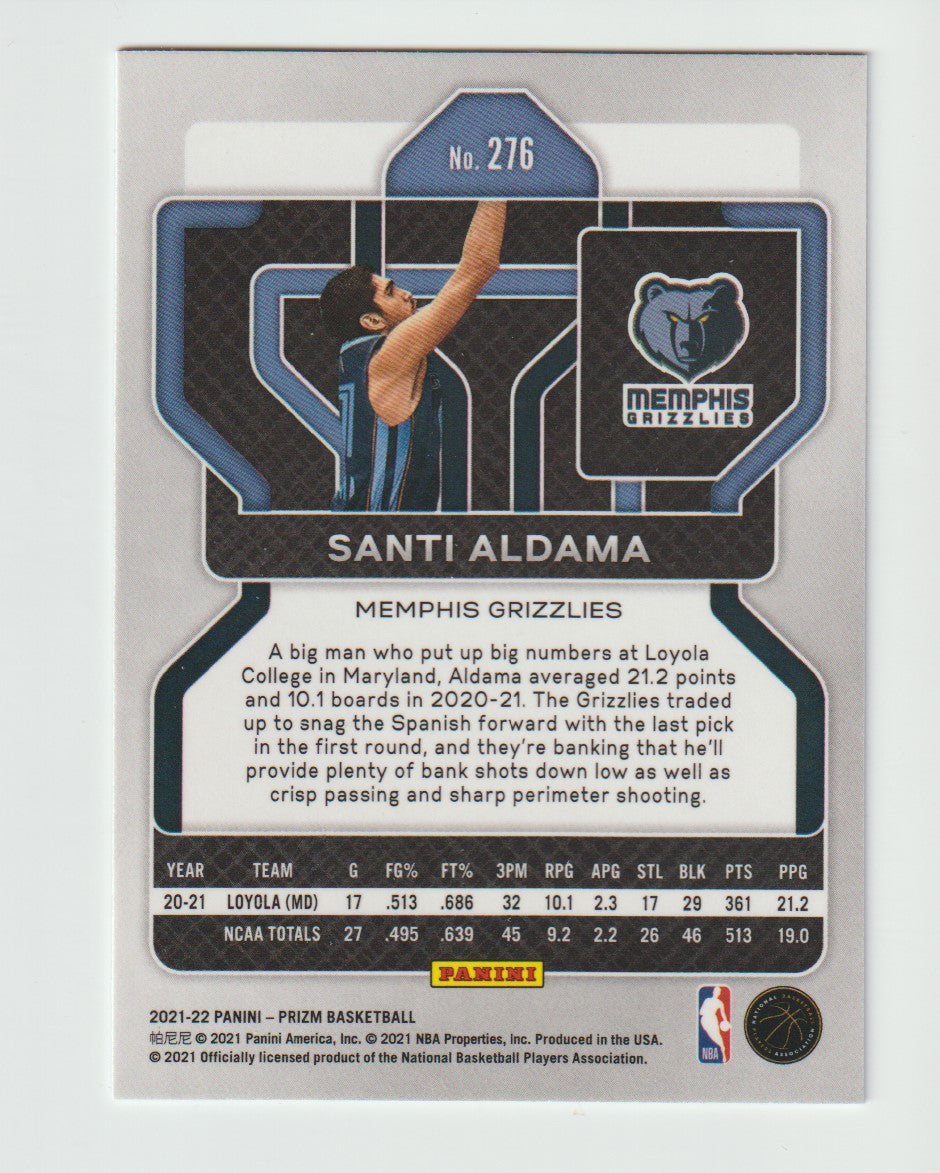 No. 276
MEMPHIS
GRIZZLIES
SANTI ALDAMA
MEMPHIS GRIZZLIES
A big man who put up big numbers at Loyola
College in Maryland, Aldama averaged 21.2 points
and 10.1 boards in 2020-21. The Grizzlies traded
up to snag the Spanish forward with the last pick
in the first round, and they're banking that he'll
provide plenty of bank shots down low as well as
crisp passing and sharp perimeter shooting.
YEAR TEAM G FG% FT% 3PM RPG APG STL BLK PTS PPG
20-21 LOYOLA (MD) 17 .513 .686 32 10.1 2.3 17 29 361 21.2
NCAA TOTALS 27 .495 .639 45 9.2 2.2 26 46 513 19.0
PANINI
2021-22 PANINI – PRIZM BASKETBALL
帕尼尼 © 2021 Panini America, Inc. © 2021 NBA Properties, Inc. Produced in the USA.
© 2021 Officially licensed product of the National Basketball Players Association.
NBA
NATIONAL BASKETBALL
PLAYERS ASSOCIATION